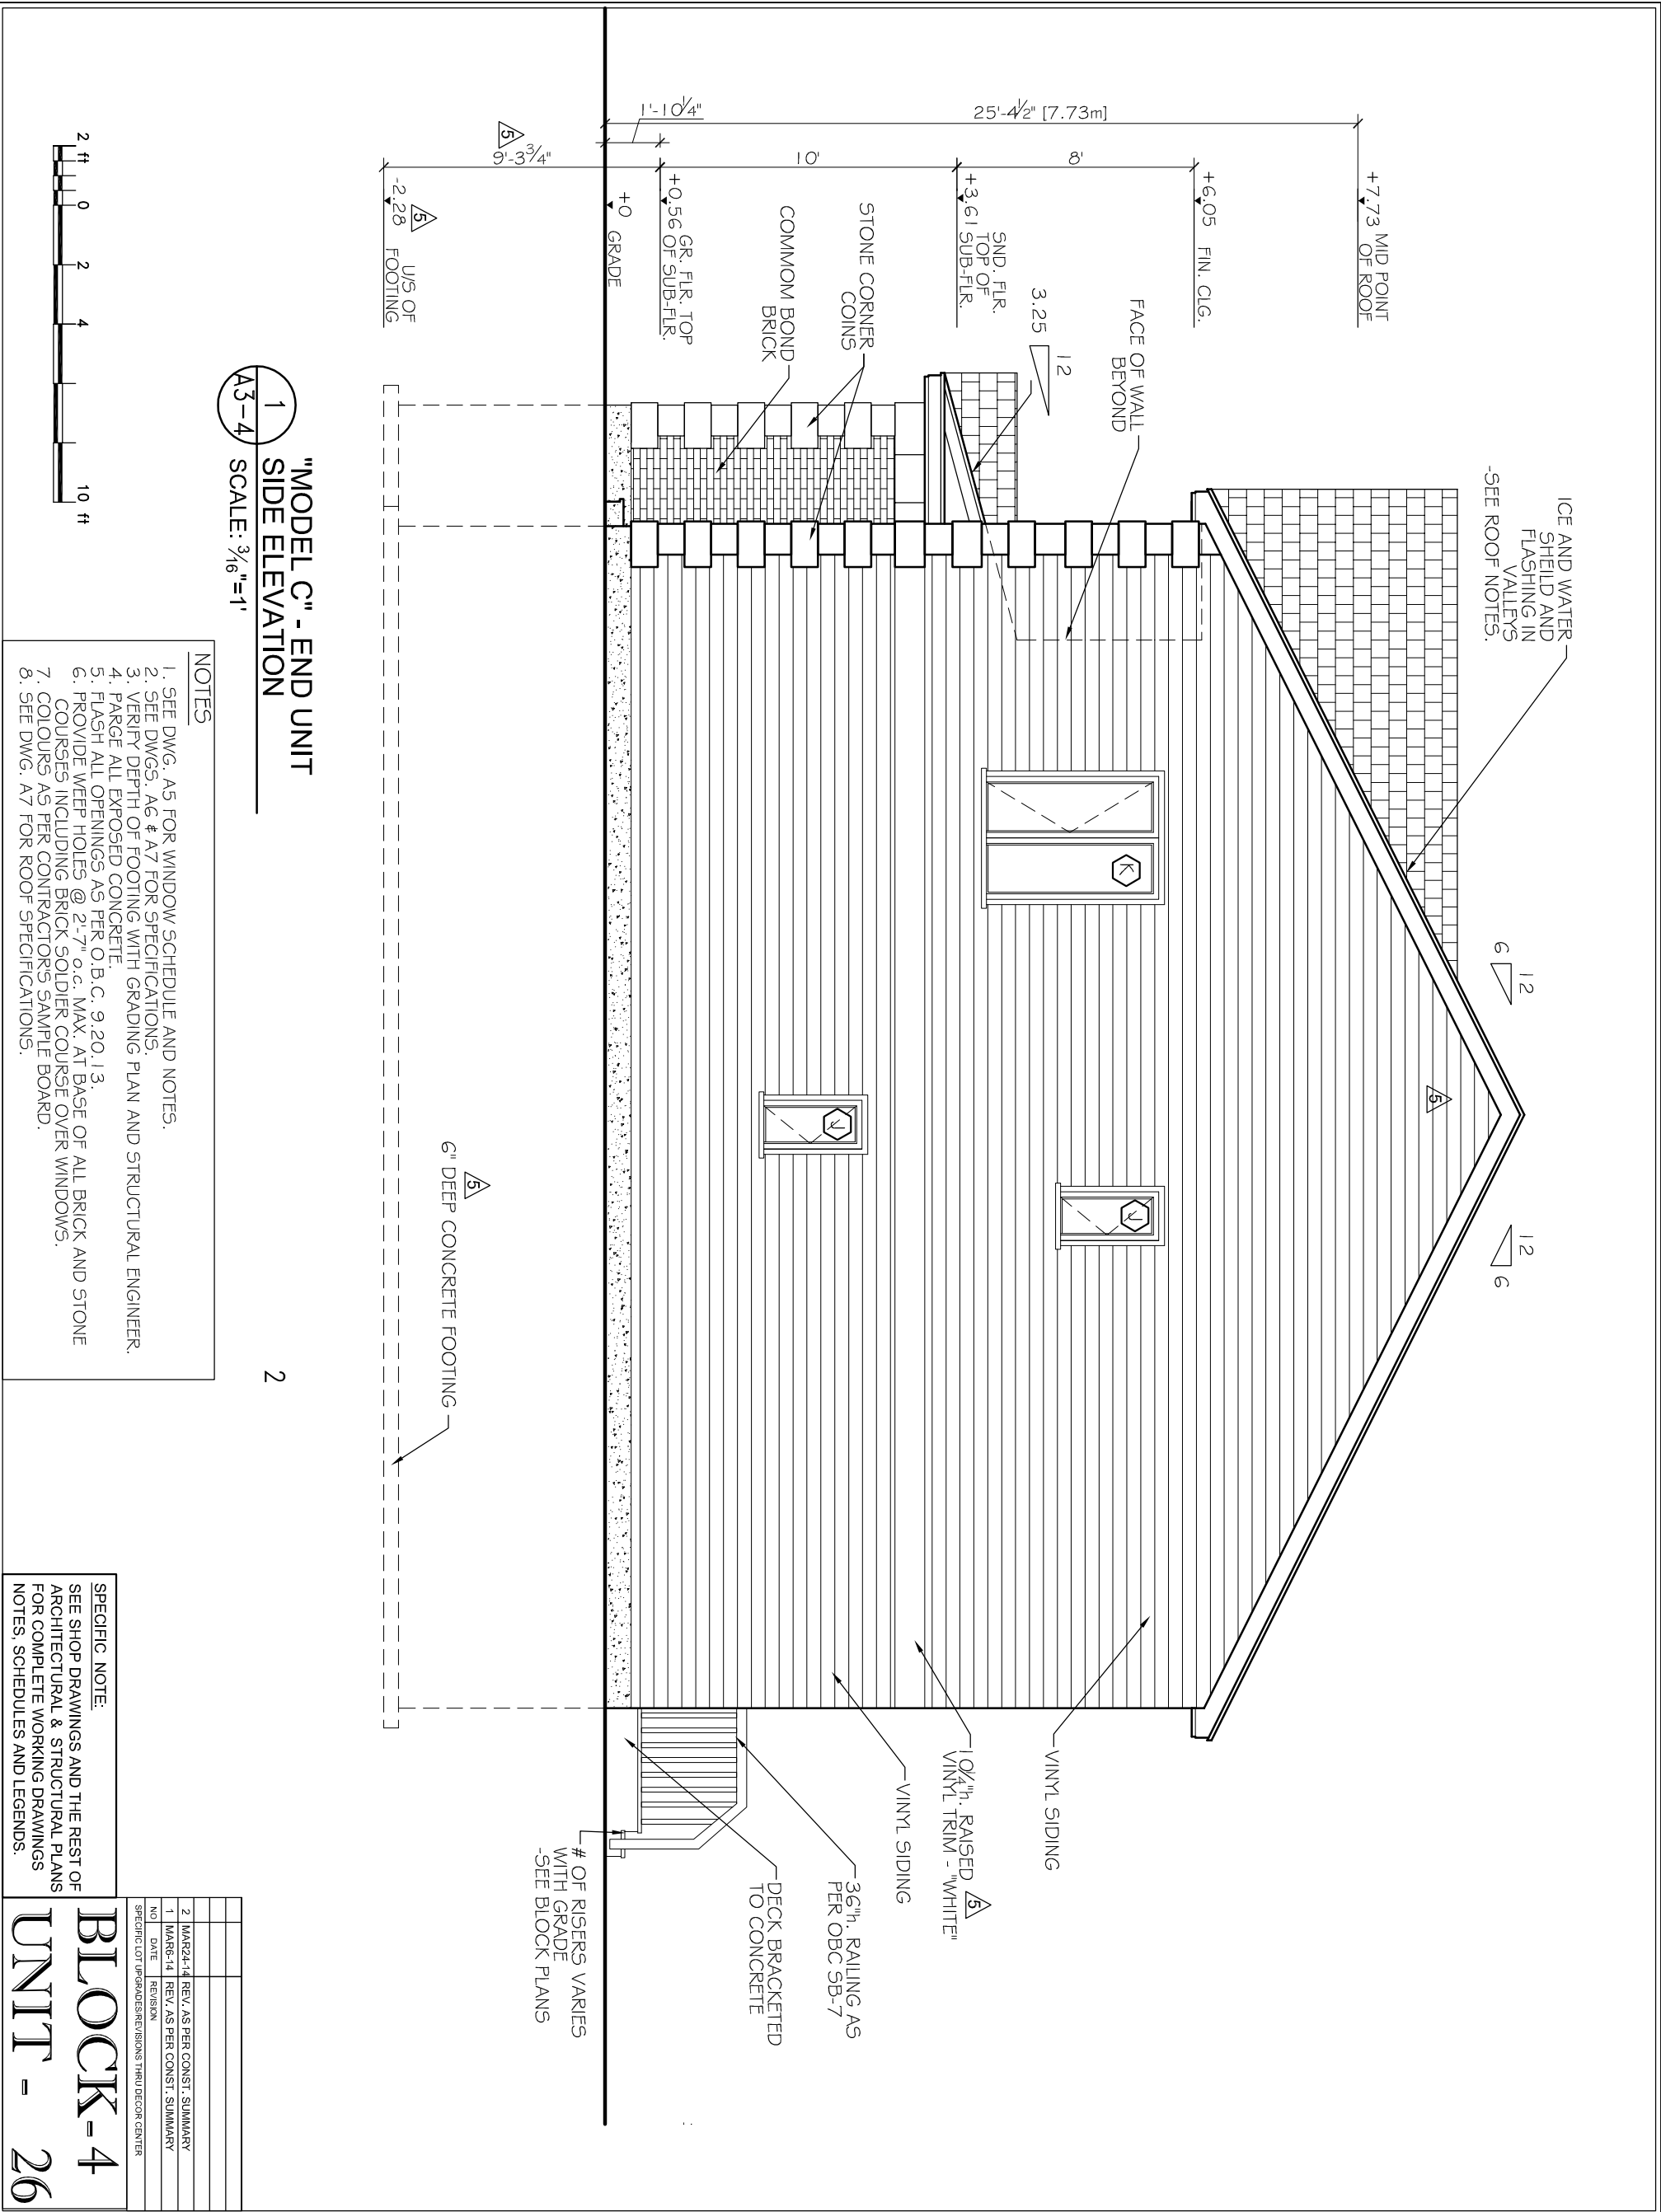 ICE AND WATER
SHEILD AND
FLASHING IN
VALLEYS
-SEE ROOF NOTES.
12
6
12
6
5
+7.73 MID POINT
OF ROOF
+6.05 FIN. CLG.
SND. FLR.
TOP OF
+3.61 SUB-FLR.
GR. FLR. TOP
+0.56 OF SUB-FLR.
+0 GRADE
5
U/S OF
-2.28 FOOTING
25'-4 1/2" [7.73m]
8'
10'
1'-10 1/4"
9'-3 3/4"
5
FACE OF WALL
BEYOND
12
3.25
STONE CORNER
COINS
COMMOM BOND
BRICK
K
J
J
VINYL SIDING
10 1/4"h. RAISED 5
VINYL TRIM - "WHITE"
VINYL SIDING
36"h. RAILING AS
PER OBC SB-7
DECK BRACKETED
TO CONCRETE
# OF RISERS VARIES
WITH GRADE
-SEE BLOCK PLANS
5
6" DEEP CONCRETE FOOTING
1
A3-4
"MODEL C" - END UNIT
SIDE ELEVATION
SCALE: 3/16"=1'
2
2 ft 0 2 4 10 ft
NOTES
1. SEE DWG. A5 FOR WINDOW SCHEDULE AND NOTES.
2. SEE DWGS. A6 & A7 FOR SPECIFICATIONS.
3. VERIFY DEPTH OF FOOTING WITH GRADING PLAN AND STRUCTURAL ENGINEER.
4. PARGE ALL EXPOSED CONCRETE.
5. FLASH ALL OPENINGS AS PER O.B.C. 9.20.13.
6. PROVIDE WEEP HOLES @ 2'-7" o.c. MAX. AT BASE OF ALL BRICK AND STONE
COURSES INCLUDING BRICK SOLDIER COURSE OVER WINDOWS.
7. COLOURS AS PER CONTRACTOR'S SAMPLE BOARD.
8. SEE DWG. A7 FOR ROOF SPECIFICATIONS.
SPECIFIC NOTE:
SEE SHOP DRAWINGS AND THE REST OF
ARCHITECTURAL & STRUCTURAL PLANS
FOR COMPLETE WORKING DRAWINGS
NOTES, SCHEDULES AND LEGENDS.
2 MAR24-14 REV. AS PER CONST. SUMMARY
1 MAR6-14 REV. AS PER CONST. SUMMARY
NO DATE REVISION
SPECIFIC LOT UPGRADES/REVISIONS THRU DECOR CENTER
BLOCK-4
UNIT - 26